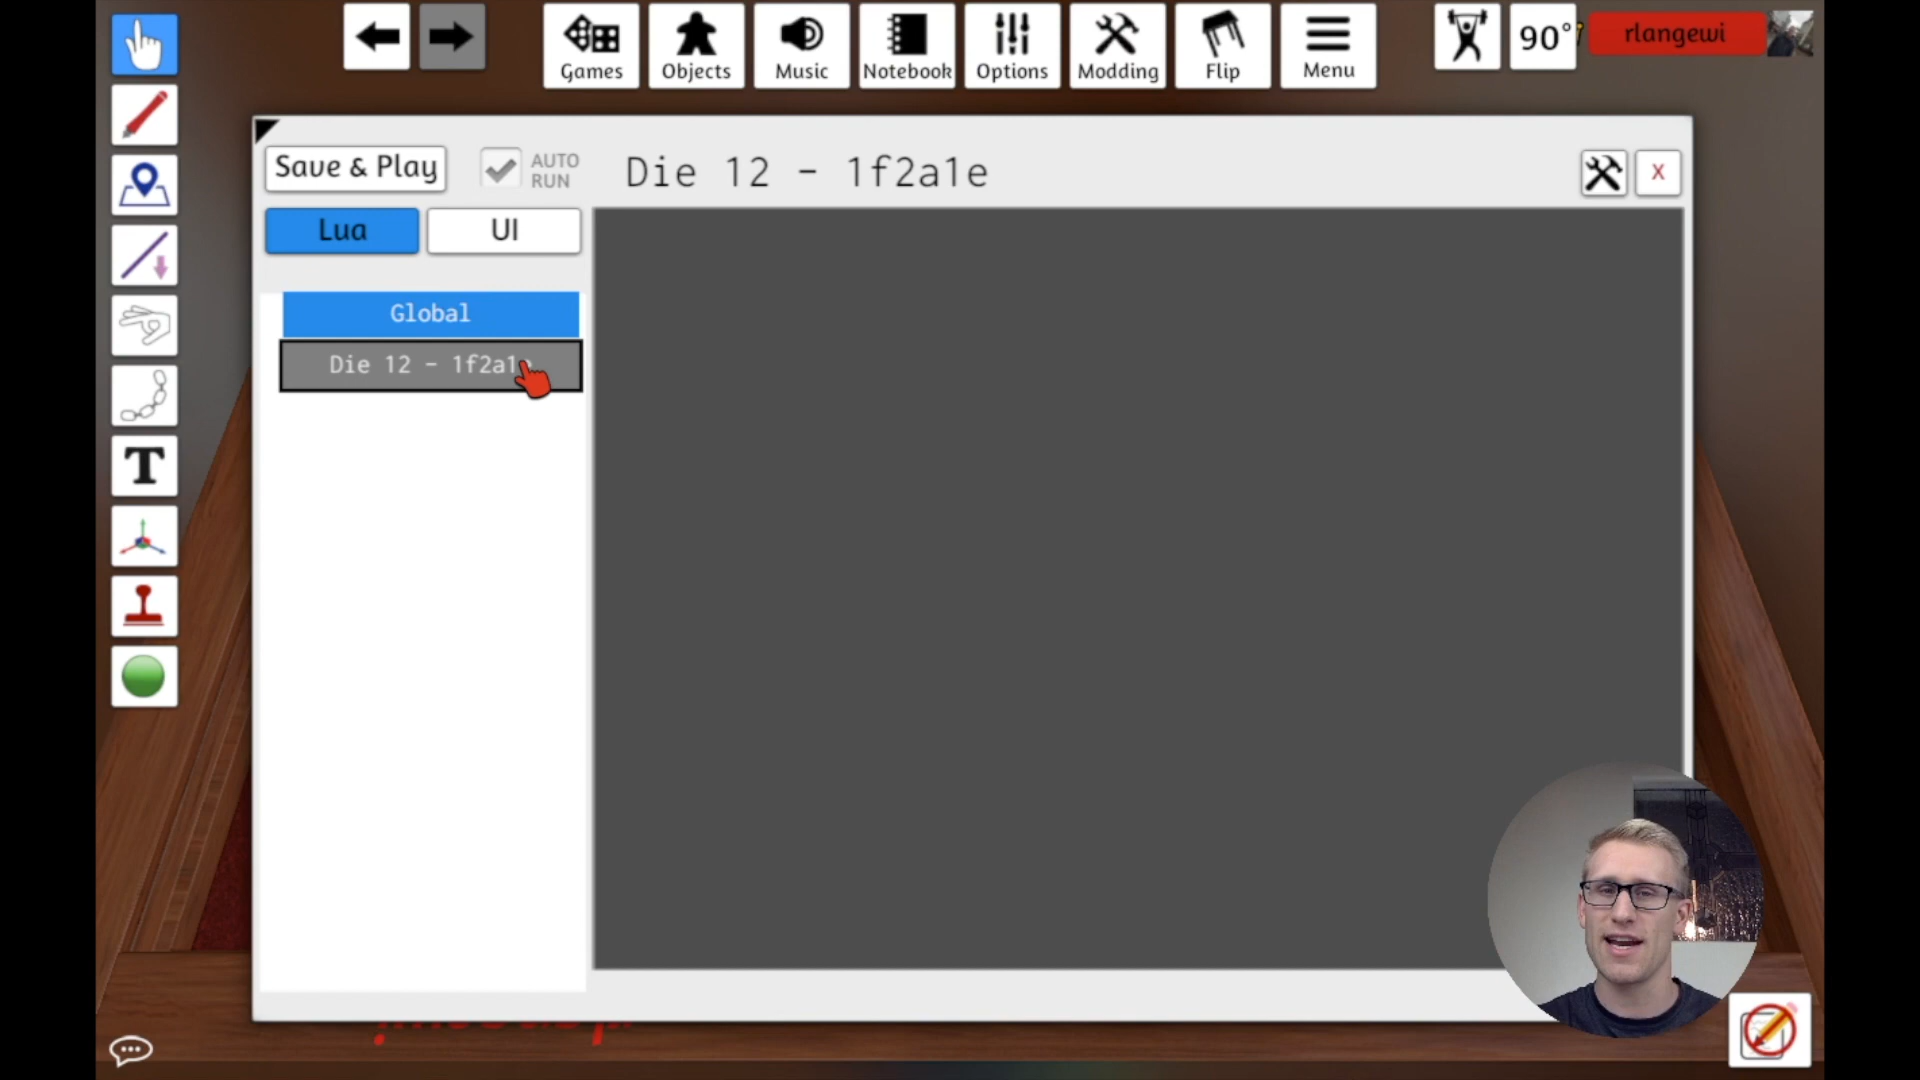 Games
Objects
Music
Notebook
Options
Modding
Flip
Menu
90°
rlangewi
Save & Play
AUTO
RUN
Die 12 - 1f2a1e
X
Lua
UI
Global
Die 12 - 1f2a1
T